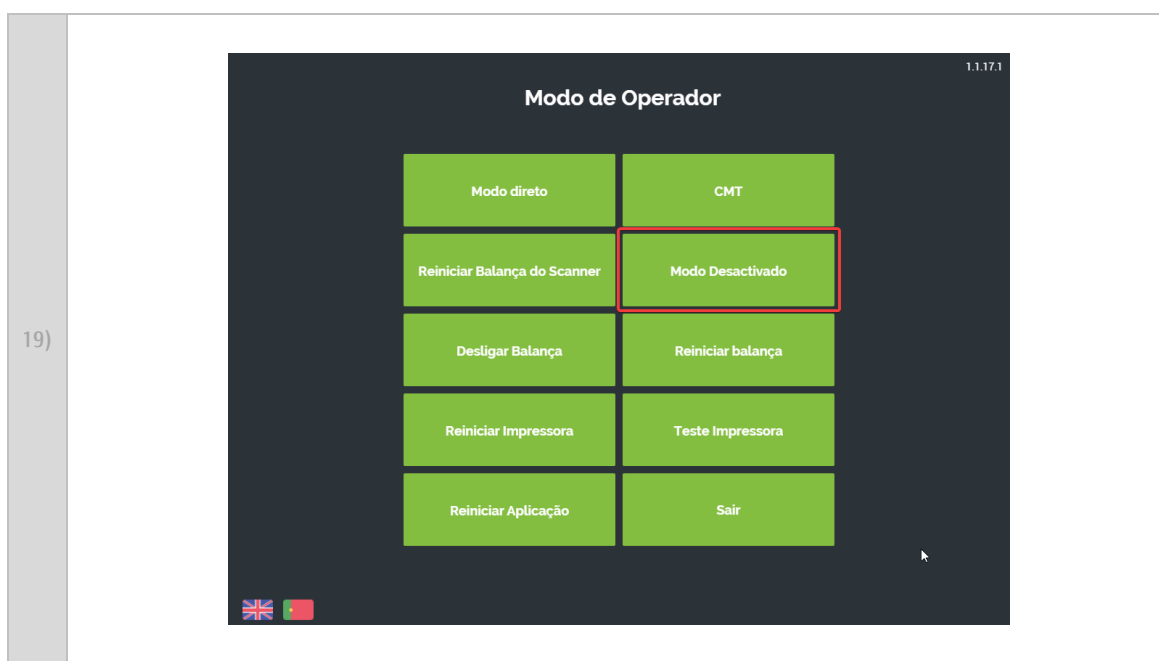 1.1.17.1
Modo de Operador
Modo direto
CMT
Reiniciar Balança do Scanner
Modo Desactivado
19)
Desligar Balança
Reiniciar balança
Reiniciar Impressora
Teste Impressora
Reiniciar Aplicação
Sair